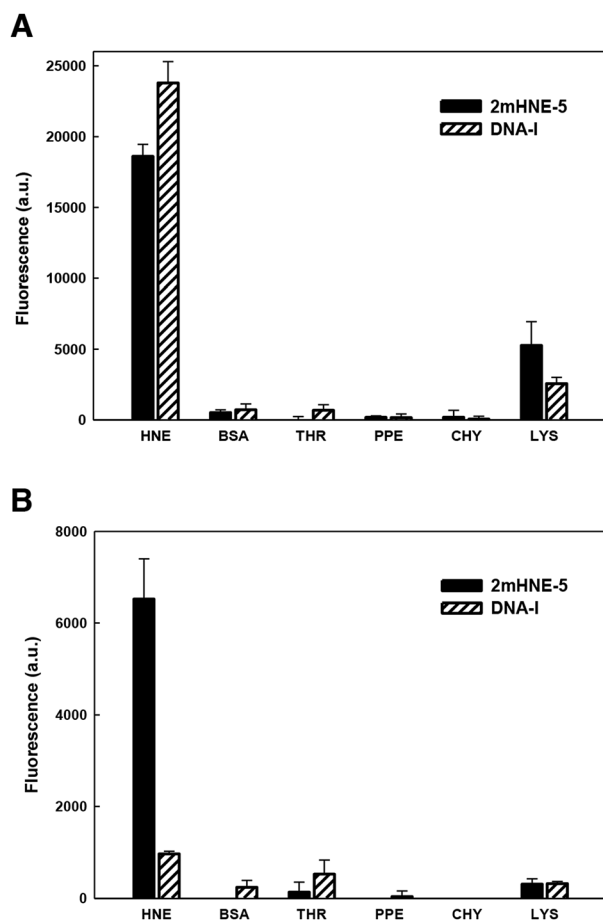 A
Fluorescence (a.u.)
25000
20000
15000
10000
5000
0
2mHNE-5
DNA-I
HNE BSA THR PPE CHY LYS
B
Fluorescence (a.u.)
8000
6000
4000
2000
0
2mHNE-5
DNA-I
HNE BSA THR PPE CHY LYS